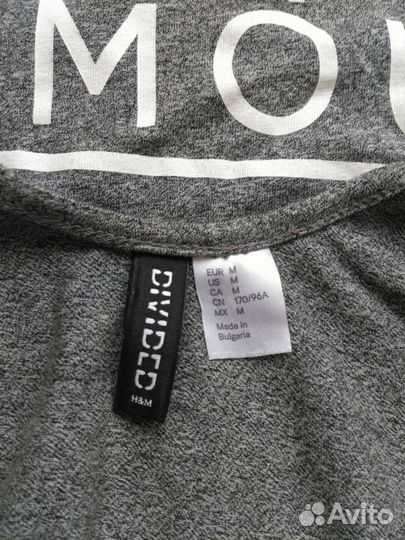 MOU
DIVIDED
H&M
EUR M
US M
CA M
CN 170/96A
MX M
Made in
Bulgaria
Avito